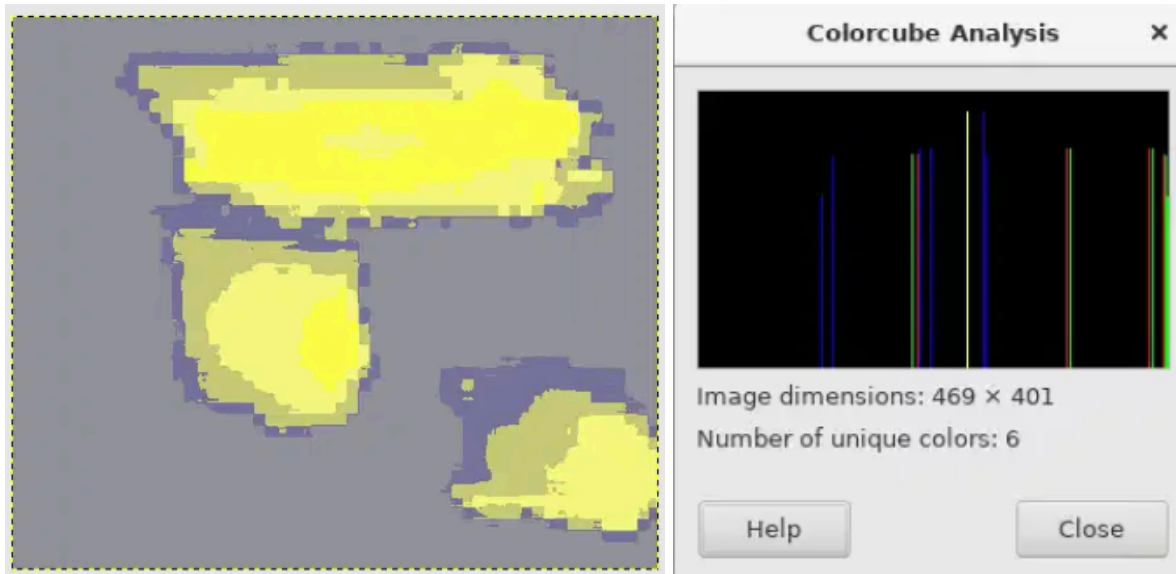 Colorcube Analysis ×
Image dimensions: 469 × 401
Number of unique colors: 6
Help Close